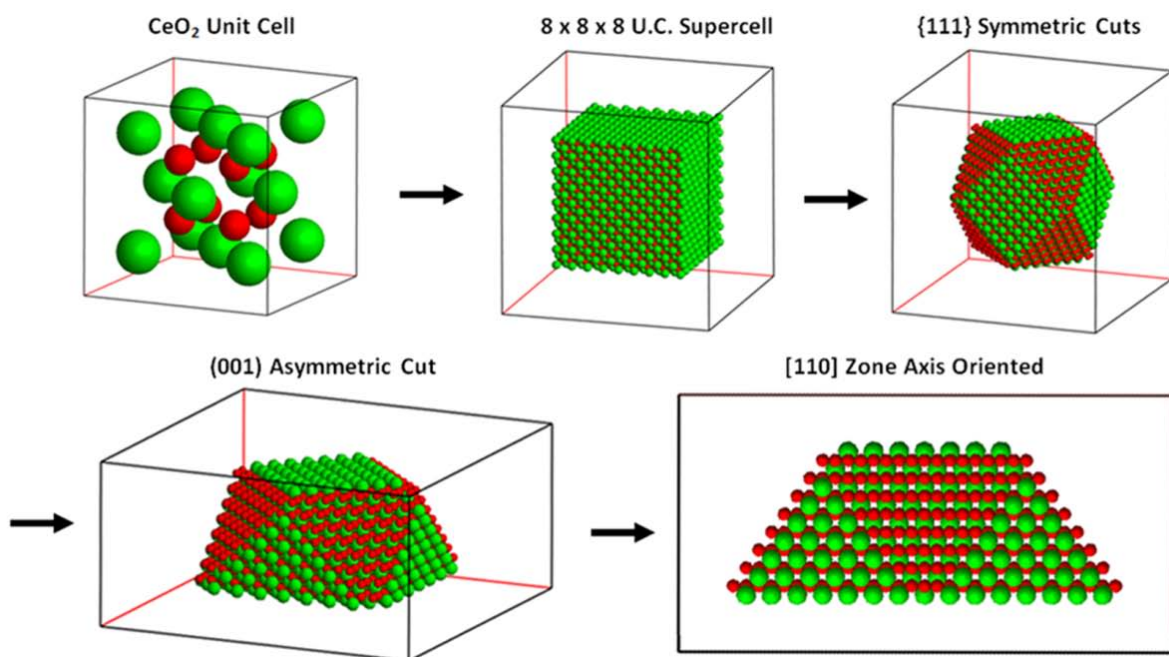 CeO₂ Unit Cell
8 x 8 x 8 U.C. Supercell
{111} Symmetric Cuts
(001) Asymmetric Cut
[110] Zone Axis Oriented